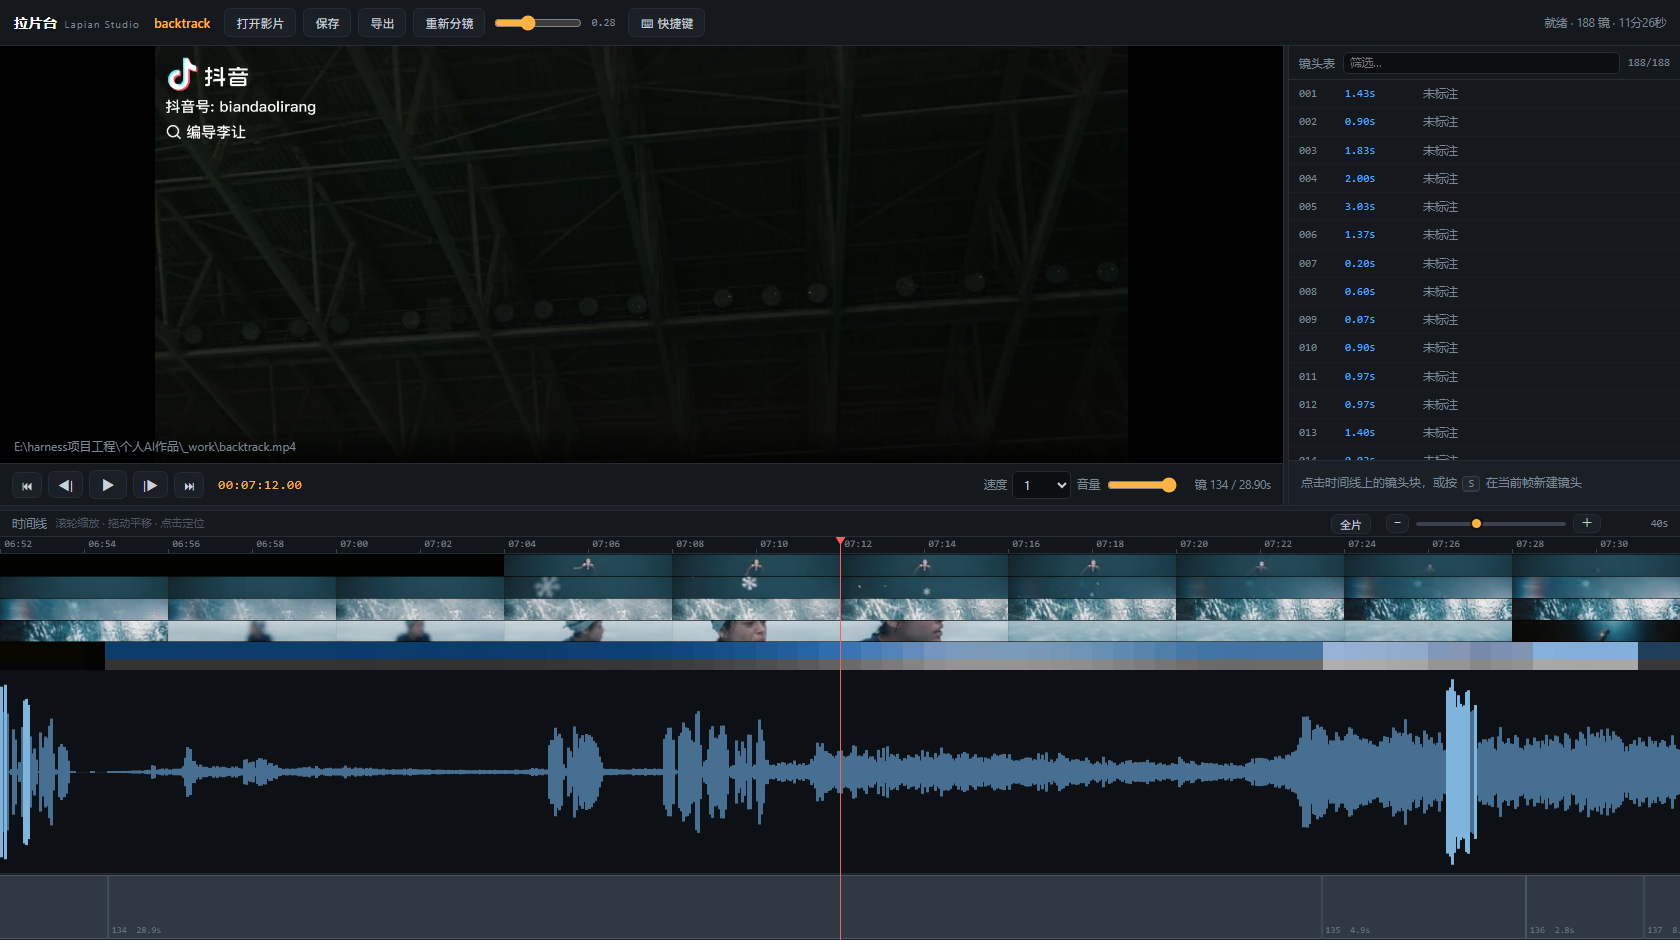 拉片台 Lapian Studio backtrack 打开影片 保存 导出 重新分镜 0.28 快捷键 就绪 · 188 镜 · 11分26秒
抖音
抖音号: biandaolirang
编导李让
E:\harness项目工程\个人AI作品\_work\backtrack.mp4
镜头表 筛选... 188/188
001 1.43s 未标注
002 0.90s 未标注
003 1.83s 未标注
004 2.00s 未标注
005 3.03s 未标注
006 1.37s 未标注
007 0.20s 未标注
008 0.60s 未标注
009 0.07s 未标注
010 0.90s 未标注
011 0.97s 未标注
012 0.97s 未标注
013 1.40s 未标注
点击时间线上的镜头块，或按 S 在当前帧新建镜头
00:07:12.00 速度 1 音量 镜 134 / 28.90s
时间线 滚轮缩放 · 拖动平移 · 点击定位 全片 − + 40s
06:52 06:54 06:56 06:58 07:00 07:02 07:04 07:06 07:08 07:10 07:12 07:14 07:16 07:18 07:20 07:22 07:24 07:26 07:28 07:30
134 28.9s 135 4.9s 136 2.8s 137